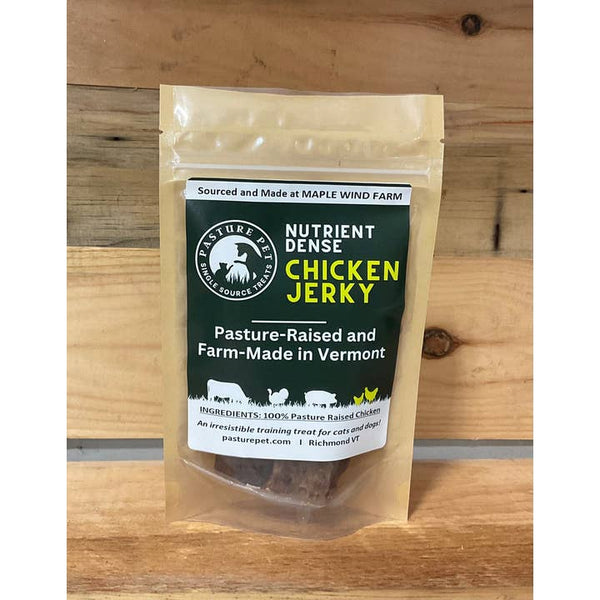 Sourced and Made at MAPLE WIND FARM
PASTURE PET
SINGLE SOURCE TREATS
NUTRIENT
DENSE
CHICKEN
JERKY
Pasture-Raised and
Farm-Made in Vermont
INGREDIENTS: 100% Pasture Raised Chicken
An irresistible training treat for cats and dogs!
pasturepet.com I Richmond VT